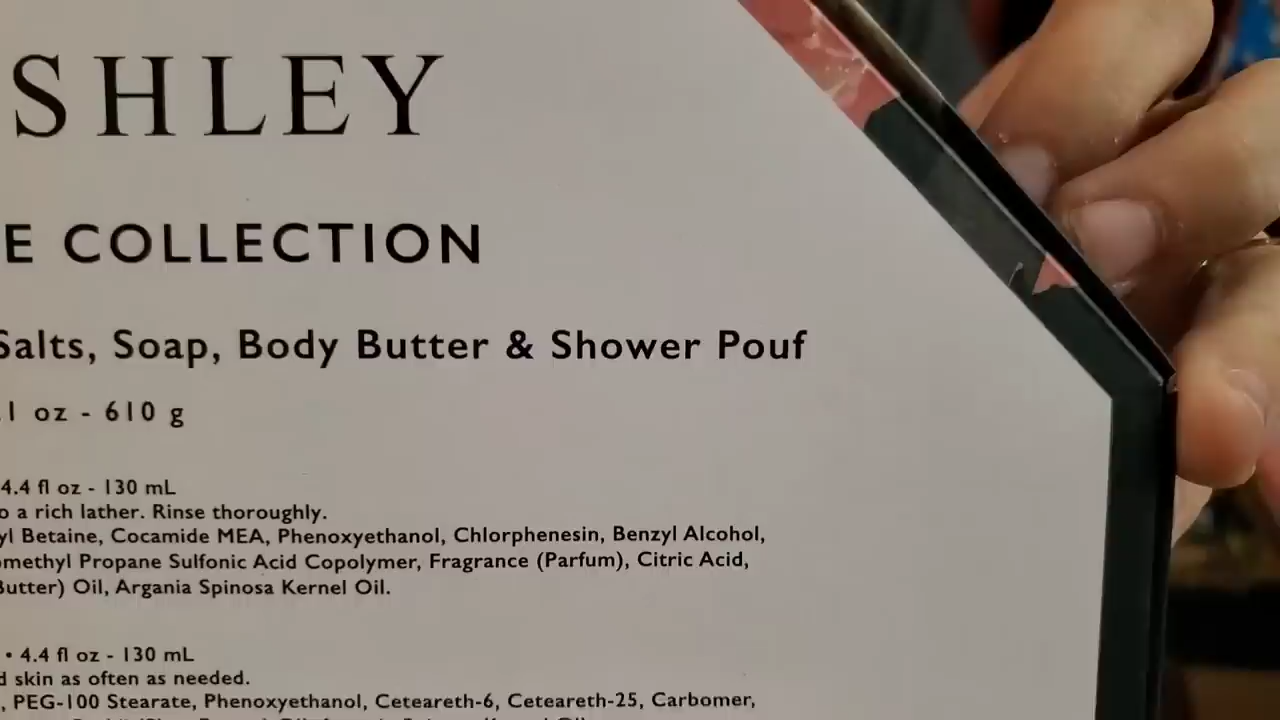 SHLEY
E COLLECTION
Salts, Soap, Body Butter & Shower Pouf
.1 oz - 610 g
4.4 fl oz - 130 mL
o a rich lather. Rinse thoroughly.
yl Betaine, Cocamide MEA, Phenoxyethanol, Chlorphenesin, Benzyl Alcohol,
omethyl Propane Sulfonic Acid Copolymer, Fragrance (Parfum), Citric Acid,
Butter) Oil, Argania Spinosa Kernel Oil.
• 4.4 fl oz - 130 mL
d skin as often as needed.
, PEG-100 Stearate, Phenoxyethanol, Ceteareth-6, Ceteareth-25, Carbomer,